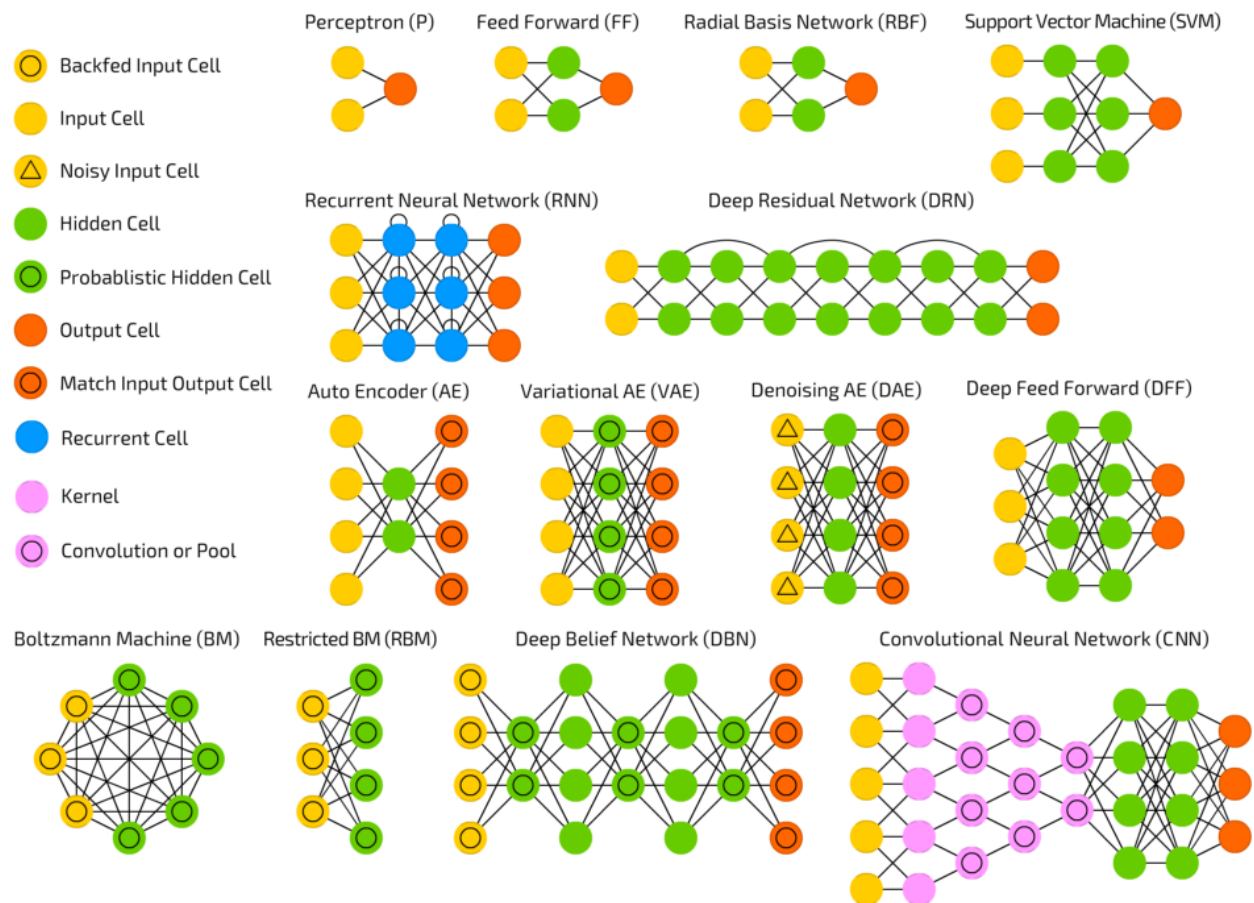 Perceptron (P)
Feed Forward (FF)
Radial Basis Network (RBF)
Support Vector Machine (SVM)
Backfed Input Cell
Input Cell
Noisy Input Cell
Hidden Cell
Probablistic Hidden Cell
Output Cell
Match Input Output Cell
Recurrent Cell
Kernel
Convolution or Pool
Recurrent Neural Network (RNN)
Deep Residual Network (DRN)
Auto Encoder (AE)
Variational AE (VAE)
Denoising AE (DAE)
Deep Feed Forward (DFF)
Boltzmann Machine (BM)
Restricted BM (RBM)
Deep Belief Network (DBN)
Convolutional Neural Network (CNN)